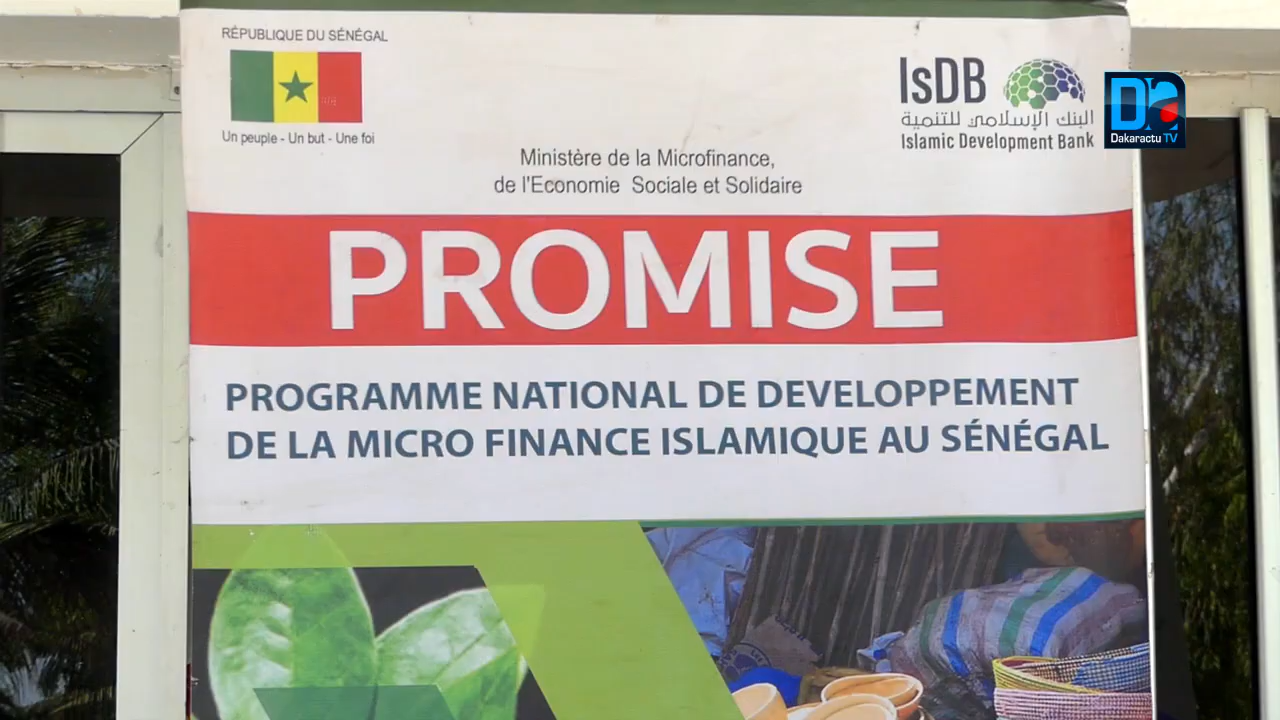 RÉPUBLIQUE DU SÉNÉGAL
Un peuple - Un but - Une foi
IsDB
البنك الإسلامي للتنمية
Islamic Development Bank
Dakaractu TV
Ministère de la Microfinance,
de l'Economie Sociale et Solidaire
PROMISE
PROGRAMME NATIONAL DE DEVELOPPEMENT
DE LA MICRO FINANCE ISLAMIQUE AU SÉNÉGAL